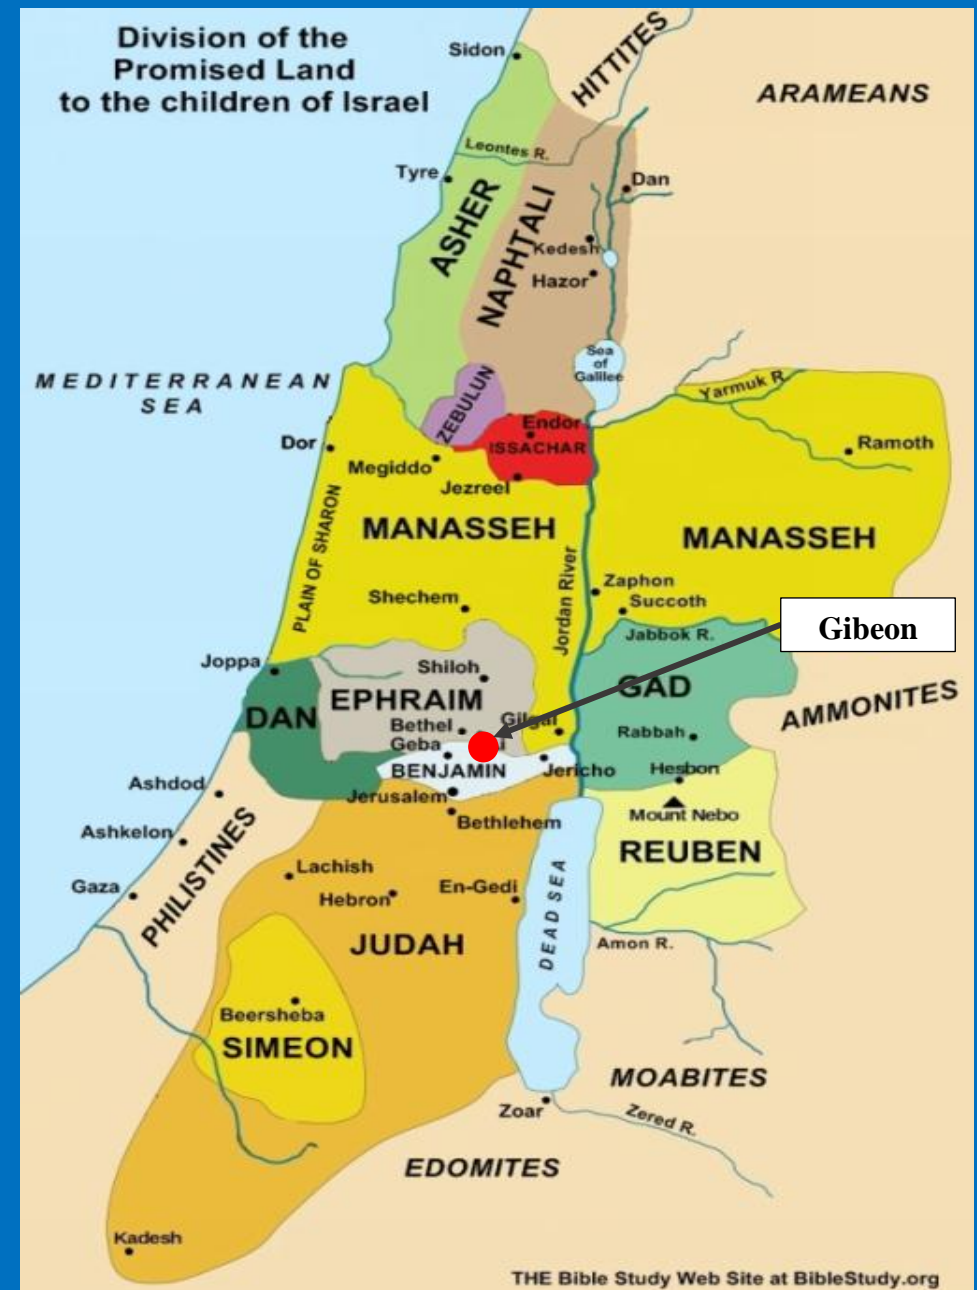 Division of the
Promised Land
to the children of Israel
Sidon
HITTITES
ARAMEANS
Leontes R.
Tyre
Dan
ASHER
NAPHTALI
Kedesh
Hazor
Sea
of
Galilee
MEDITERRANEAN
SEA
ZEBULUN
Yarmuk R
Endor
Dor
ISSACHAR
Ramoth
Megiddo
Jezreel
PLAIN OF SHARON
MANASSEH
MANASSEH
Jordan River
Zaphon
Shechem
Succoth
Gibeon
Jabbok R.
Joppa
Shiloh
EPHRAIM
GAD
DAN
AMMONITES
Bethel
Gilgal
Rabbah
Geba
BENJAMIN
Jericho
Hesbon
Ashdod
Jerusalem
Mount Nebo
Bethlehem
Ashkelon
PHILISTINES
REUBEN
Lachish
Gaza
Hebron
En-Gedi
DEAD SEA
JUDAH
Amon R.
Beersheba
SIMEON
MOABITES
Zoar
Zered R.
EDOMITES
Kadesh
THE Bible Study Web Site at BibleStudy.org